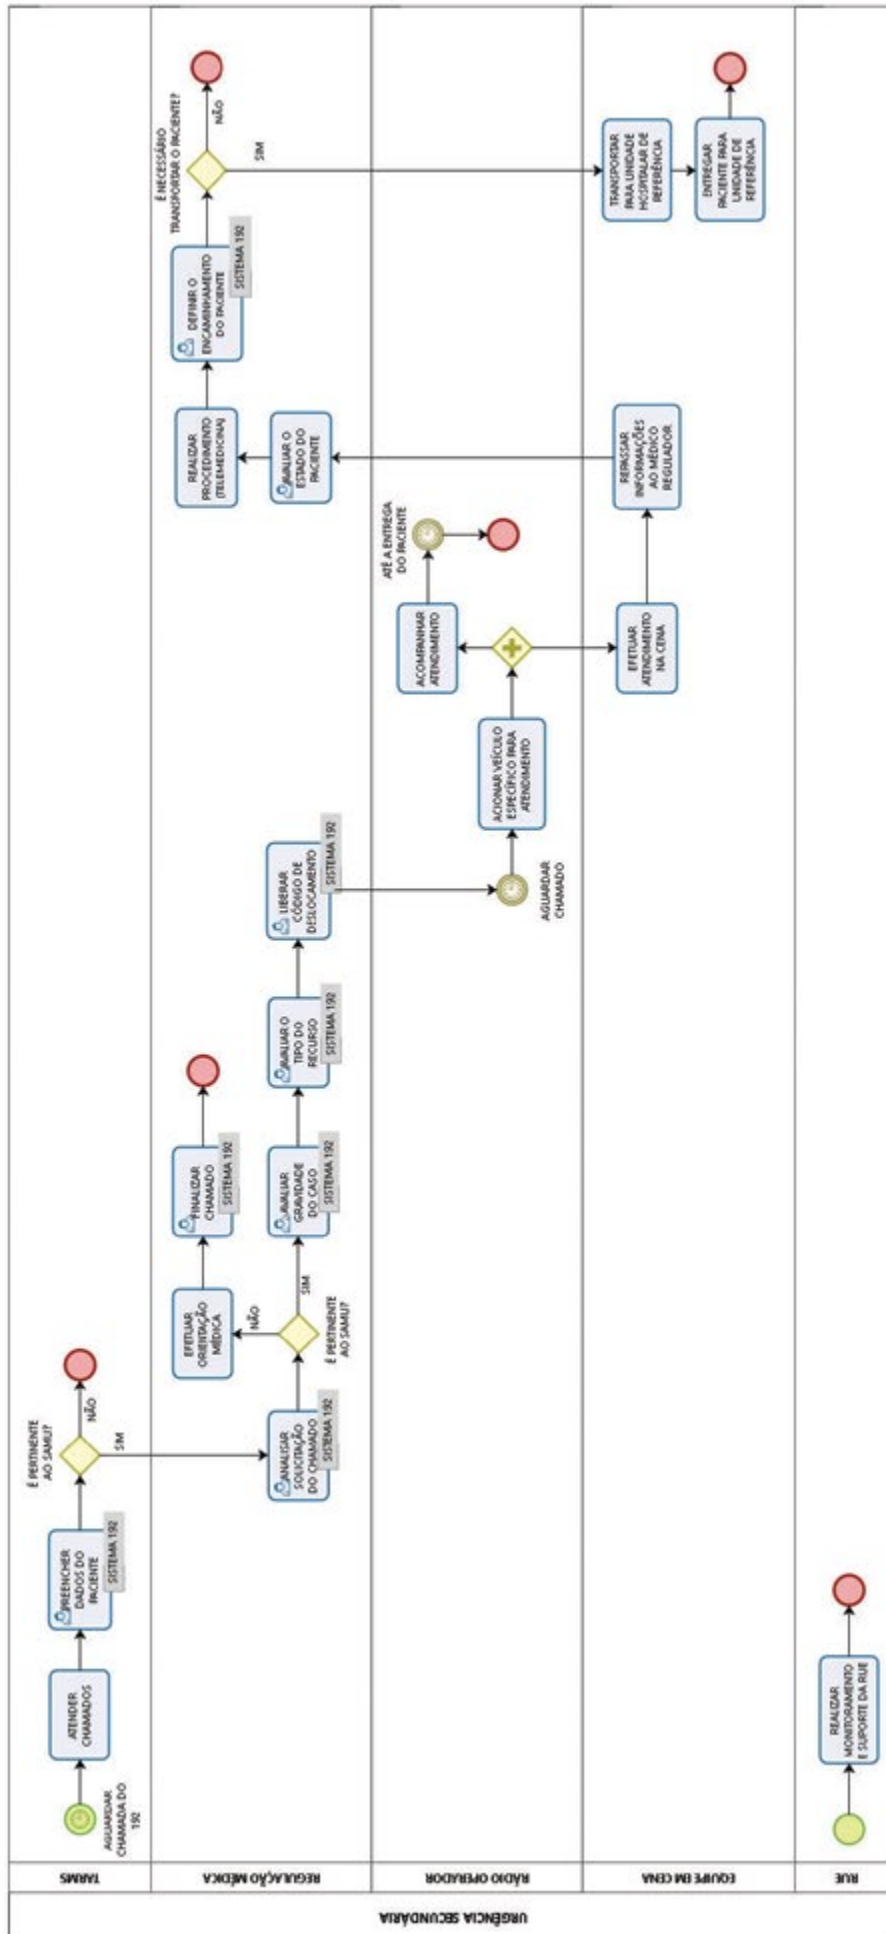 URGÊNCIA SECUNDÁRIA
TARMS
AGUARDAR
CHAMADA DO
192
ATENDER
CHAMADOS
PREENCHER
DADOS DO
PACIENTE
SISTEMA 192
É PERTINENTE
AO SAMU?
NÃO
SIM
REGULAÇÃO MÉDICA
ANALISAR
SOLICITAÇÃO
DO CHAMADO
SISTEMA 192
É PERTINENTE
AO SAMU?
NÃO
SIM
EFETUAR
ORIENTAÇÃO
MÉDICA
FINALIZAR
CHAMADO
SISTEMA 192
AVALIAR
GRAVIDADE
DO CASO
SISTEMA 192
AVALIAR O
TIPO DO
RECURSO
SISTEMA 192
LIBERAR
CÓDIGO DE
DESLOCAMENTO
SISTEMA 192
AVALIAR O
ESTADO DO
PACIENTE
REALIZAR
PROCEDIMENTO
(TELEMEDICINA)
DEFINIR O
ENCAMINHAMENTO
DO PACIENTE
SISTEMA 192
É NECESSÁRIO
TRANSPORTAR O PACIENTE?
NÃO
SIM
RÁDIO OPERADOR
AGUARDAR
CHAMADO
ACIONAR VEÍCULO
ESPECÍFICO PARA
ATENDIMENTO
ACOMPANHAR
ATENDIMENTO
ATÉ A ENTREGA
DO PACIENTE
EQUIPE EM CENA
EFETUAR
ATENDIMENTO
NA CENA
REPASSAR
INFORMAÇÕES
AO MÉDICO
REGULADOR
TRANSPORTAR
PARA UNIDADE
HOSPITALAR DE
REFERÊNCIA
ENTREGAR
PACIENTE PARA
UNIDADE DE
REFERÊNCIA
RUE
REALIZAR
MONITORAMENTO
E SUPORTE DA RUE